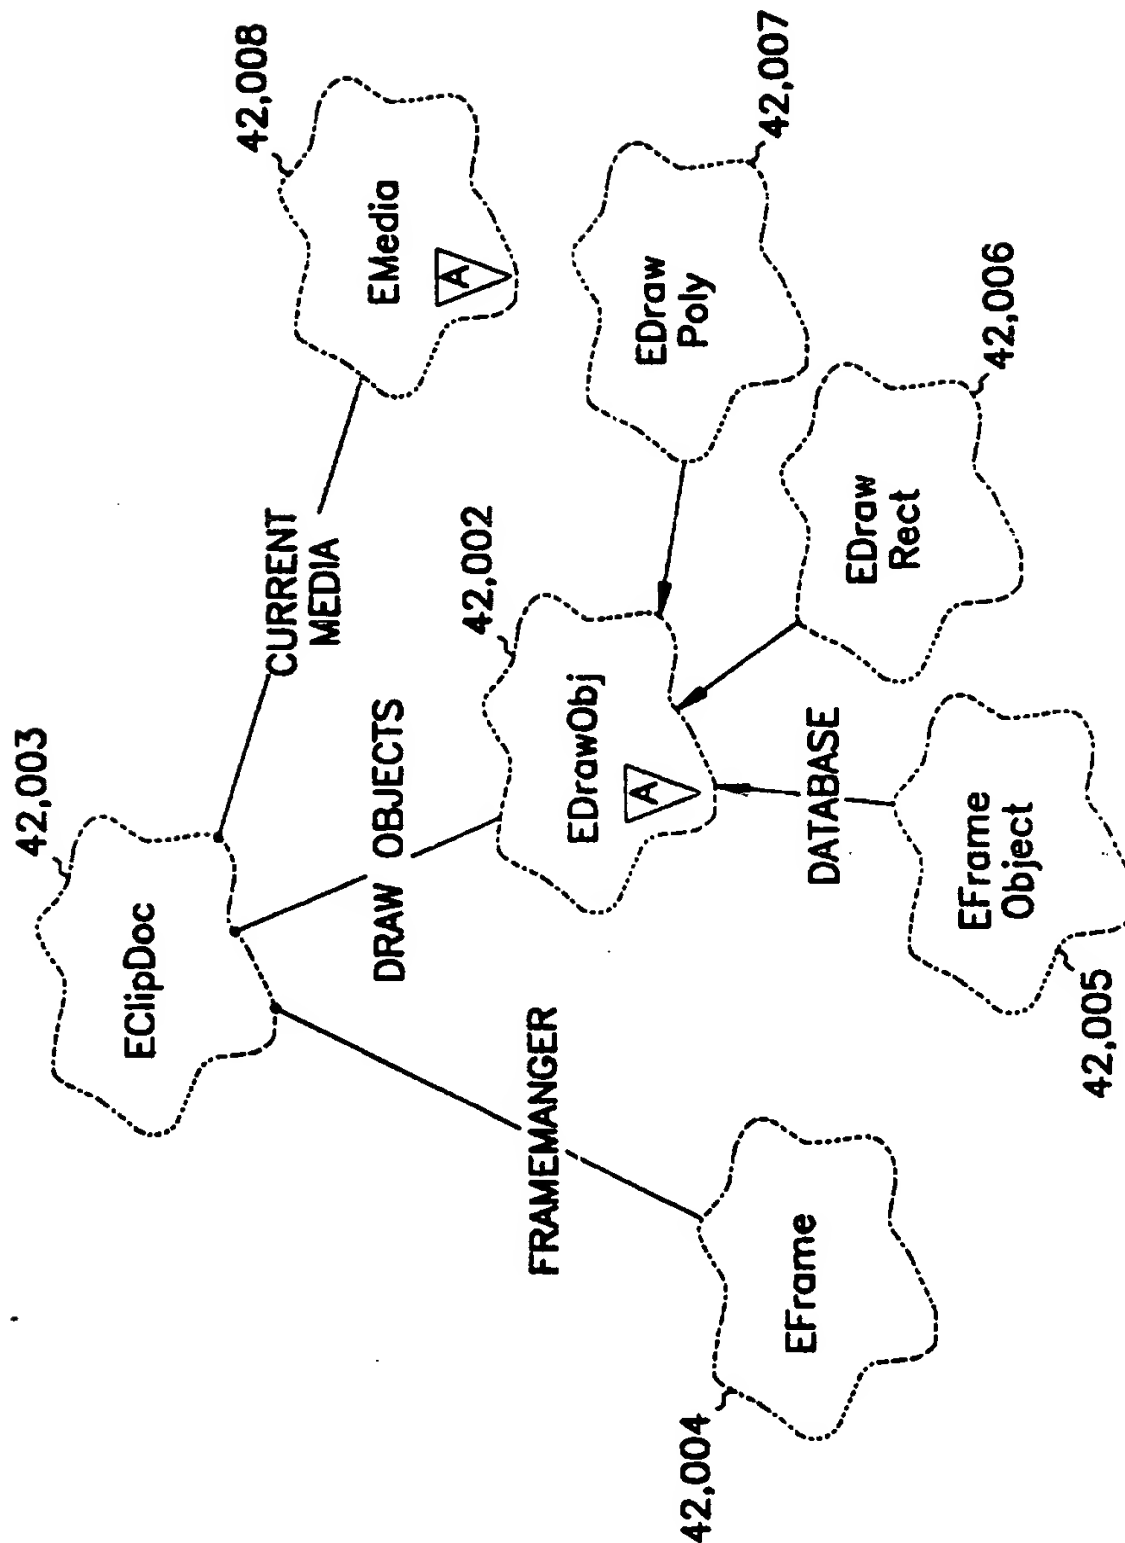 42,003
EClipDoc
42,008
EMedia
A
CURRENT
MEDIA
DRAW OBJECTS
FRAMEMANGER
42,002
EDrawObj
A
42,007
EDraw
Poly
42,006
EDraw
Rect
DATABASE
42,004
EFrame
42,005
EFrame
Object